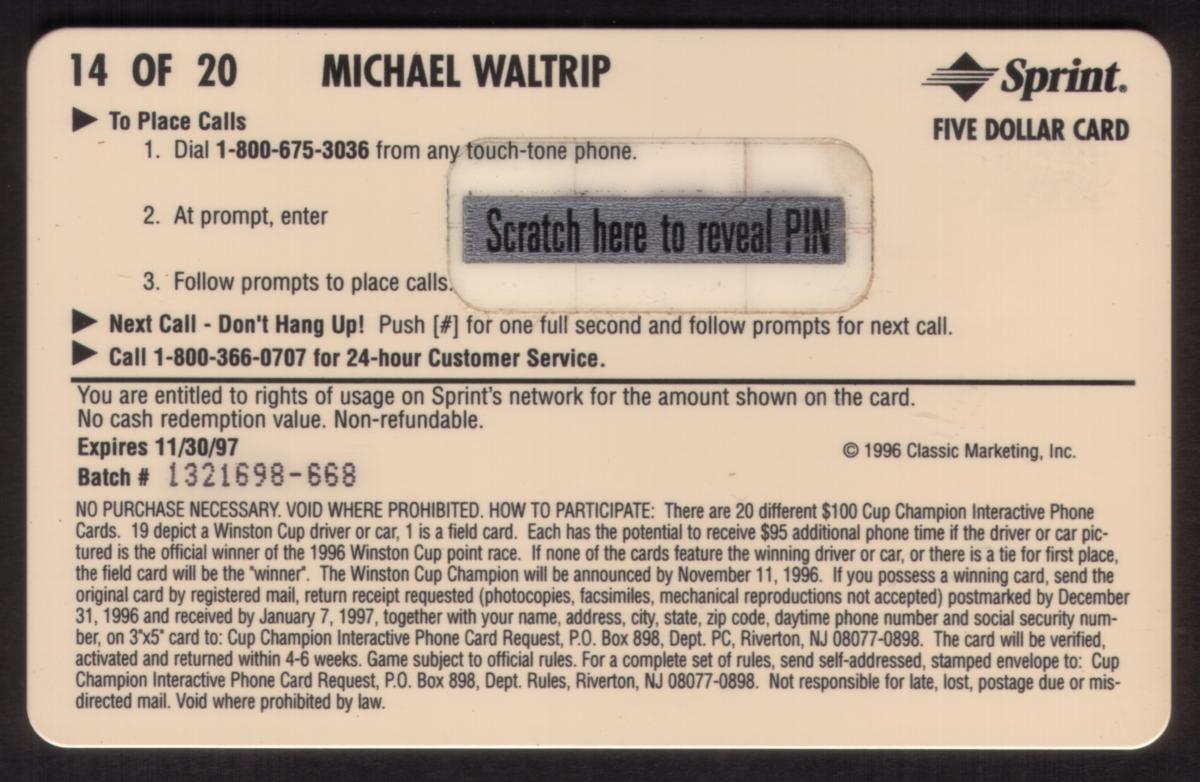 14 OF 20 MICHAEL WALTRIP
Sprint.
FIVE DOLLAR CARD
▶ To Place Calls
1. Dial 1-800-675-3036 from any touch-tone phone.
2. At prompt, enter
Scratch here to reveal PIN
3. Follow prompts to place calls.
▶ Next Call - Don't Hang Up! Push [#] for one full second and follow prompts for next call.
▶ Call 1-800-366-0707 for 24-hour Customer Service.
You are entitled to rights of usage on Sprint's network for the amount shown on the card.
No cash redemption value. Non-refundable.
Expires 11/30/97
© 1996 Classic Marketing, Inc.
Batch # 1321698-668
NO PURCHASE NECESSARY. VOID WHERE PROHIBITED. HOW TO PARTICIPATE: There are 20 different $100 Cup Champion Interactive Phone
Cards. 19 depict a Winston Cup driver or car, 1 is a field card. Each has the potential to receive $95 additional phone time if the driver or car pic-
tured is the official winner of the 1996 Winston Cup point race. If none of the cards feature the winning driver or car, or there is a tie for first place,
the field card will be the "winner". The Winston Cup Champion will be announced by November 11, 1996. If you possess a winning card, send the
original card by registered mail, return receipt requested (photocopies, facsimiles, mechanical reproductions not accepted) postmarked by December
31, 1996 and received by January 7, 1997, together with your name, address, city, state, zip code, daytime phone number and social security num-
ber, on 3"x5" card to: Cup Champion Interactive Phone Card Request, P.O. Box 898, Dept. PC, Riverton, NJ 08077-0898. The card will be verified,
activated and returned within 4-6 weeks. Game subject to official rules. For a complete set of rules, send self-addressed, stamped envelope to: Cup
Champion Interactive Phone Card Request, P.O. Box 898, Dept. Rules, Riverton, NJ 08077-0898. Not responsible for late, lost, postage due or mis-
directed mail. Void where prohibited by law.